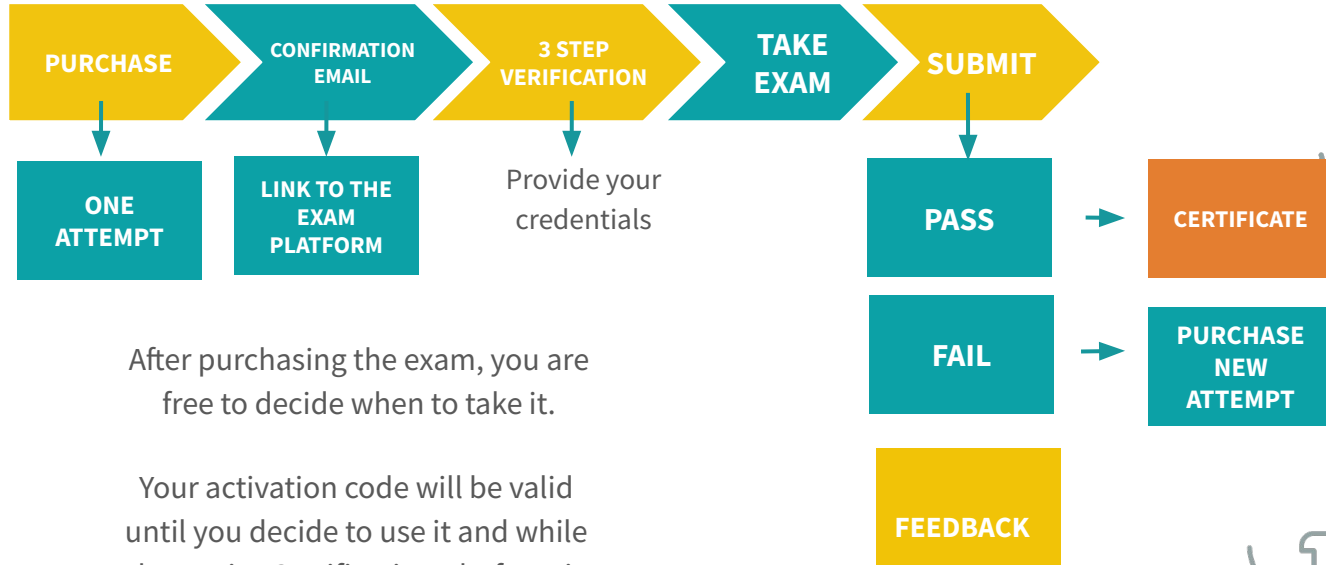 PURCHASE
CONFIRMATION
EMAIL
3 STEP
VERIFICATION
TAKE
EXAM
SUBMIT
ONE
ATTEMPT
LINK TO THE
EXAM
PLATFORM
Provide your
credentials
PASS
CERTIFICATE
FAIL
PURCHASE
NEW
ATTEMPT
After purchasing the exam, you are
free to decide when to take it.
Your activation code will be valid
until you decide to use it and while
FEEDBACK